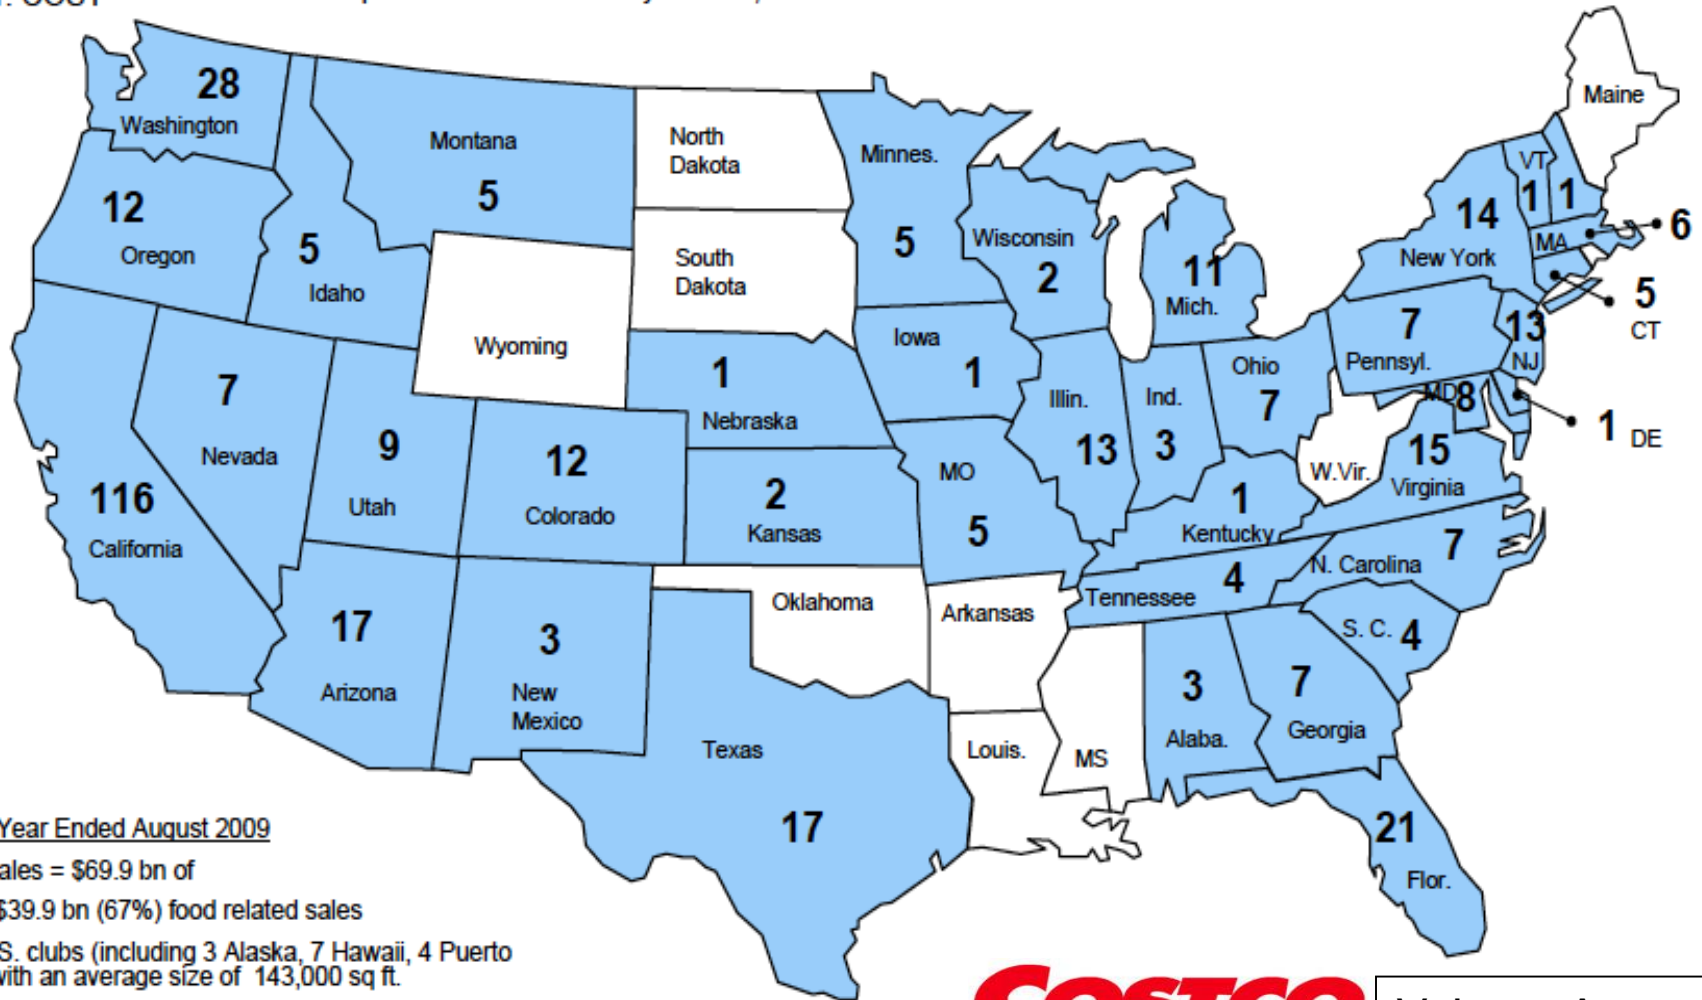 28
Washington
Montana
5
North
Dakota
Minnes.
5
Maine
12
Oregon
5
Idaho
South
Dakota
Wisconsin
2
11
Mich.
VT
1
1
14
New York
MA
6
5
CT
Wyoming
Iowa
1
1
Nebraska
7
Pennsyl.
13
NJ
Ohio
7
Illin.
13
Ind.
3
MD
8
1 DE
7
Nevada
9
Utah
12
Colorado
2
Kansas
MO
5
W.Vir.
15
Virginia
1
Kentucky
116
California
7
N. Carolina
4
Tennessee
17
Arizona
3
New
Mexico
Oklahoma
Arkansas
S. C. 4
3
Alaba.
7
Georgia
Texas
17
Louis.
MS
21
Flor.
Year Ended August 2009
ales = $69.9 bn of
$39.9 bn (67%) food related sales
S. clubs (including 3 Alaska, 7 Hawaii, 4 Puerto
with an average size of 143,000 sq ft.
COSTCO